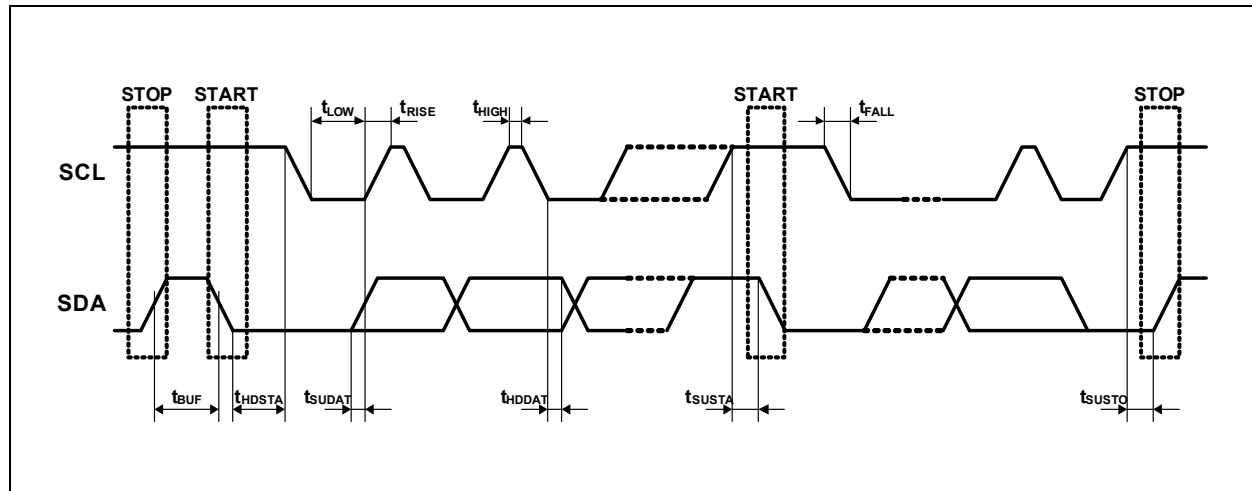 STOP START START STOP
tLOW tRISE tHIGH tFALL
SCL
SDA
tBUF tHDSTA tSUDAT tHDDAT tSUSTA tSUSTO